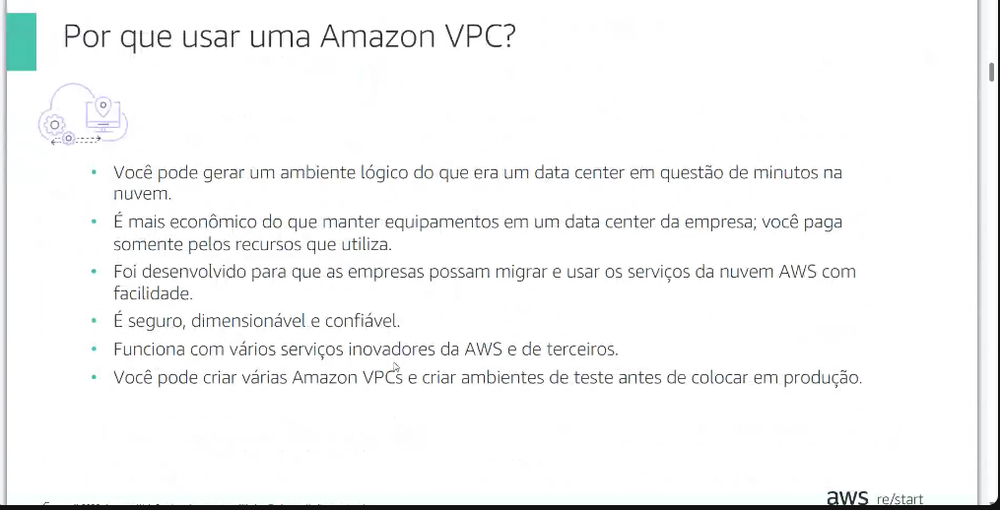 Por que usar uma Amazon VPC?
Você pode gerar um ambiente lógico do que era um data center em questão de minutos na
nuvem.
É mais econômico do que manter equipamentos em um data center da empresa; você paga
somente pelos recursos que utiliza.
Foi desenvolvido para que as empresas possam migrar e usar os serviços da nuvem AWS com
facilidade.
É seguro, dimensionável e confiável.
Funciona com vários serviços inovadores da AWS e de terceiros.
Você pode criar várias Amazon VPCs e criar ambientes de teste antes de colocar em produção.
aws re/start